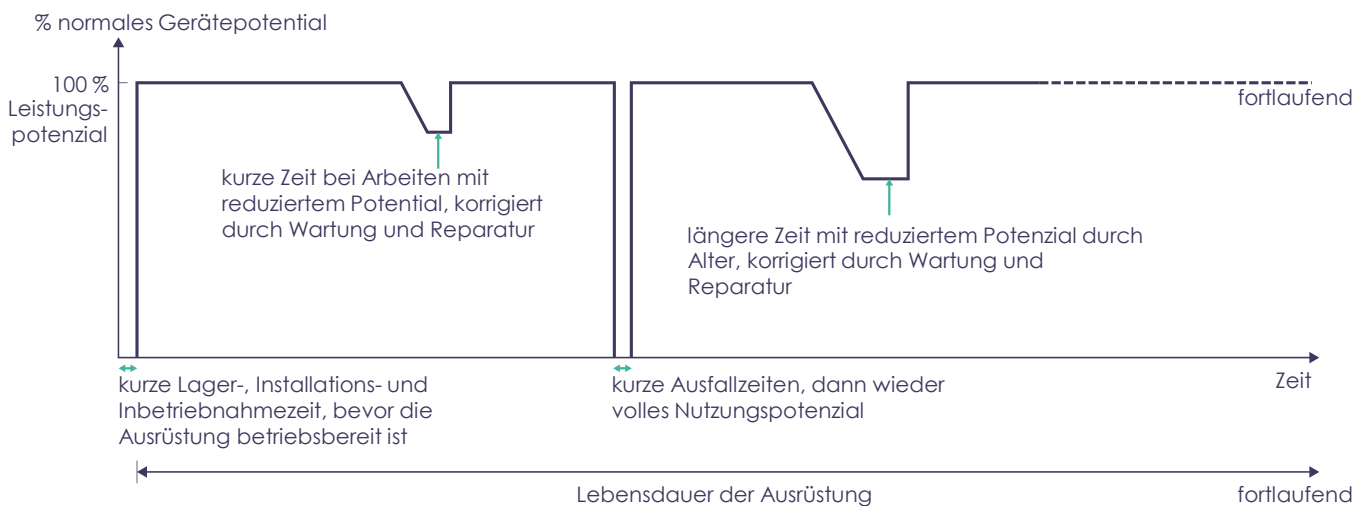 % normales Gerätepotential
100 %
Leistungs-
potenzial
fortlaufend
kurze Zeit bei Arbeiten mit
reduziertem Potential, korrigiert
durch Wartung und Reparatur
längere Zeit mit reduziertem Potenzial durch
Alter, korrigiert durch Wartung und
Reparatur
kurze Lager-, Installations- und
Inbetriebnahmezeit, bevor die
Ausrüstung betriebsbereit ist
kurze Ausfallzeiten, dann wieder
volles Nutzungspotenzial
Zeit
Lebensdauer der Ausrüstung
fortlaufend